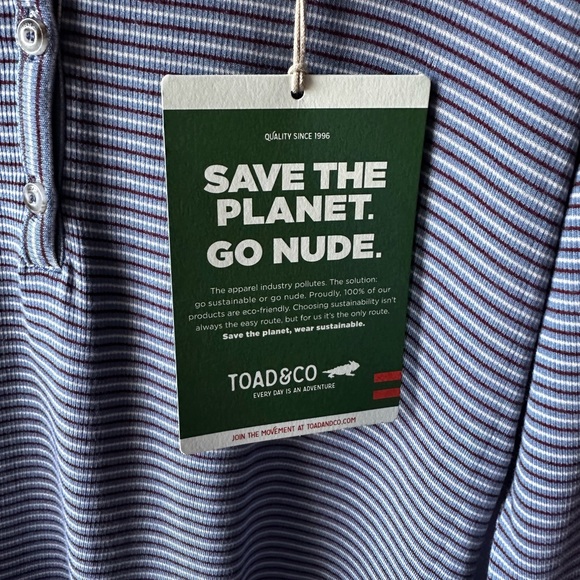 QUALITY SINCE 1996
SAVE THE
PLANET.
GO NUDE.
The apparel industry pollutes. The solution:
go sustainable or go nude. Proudly, 100% of our
products are eco-friendly. Choosing sustainability isn't
always the easy route, but for us it's the only route.
Save the planet, wear sustainable.
TOAD&CO
EVERY DAY IS AN ADVENTURE
JOIN THE MOVEMENT AT TOADANDCO.COM